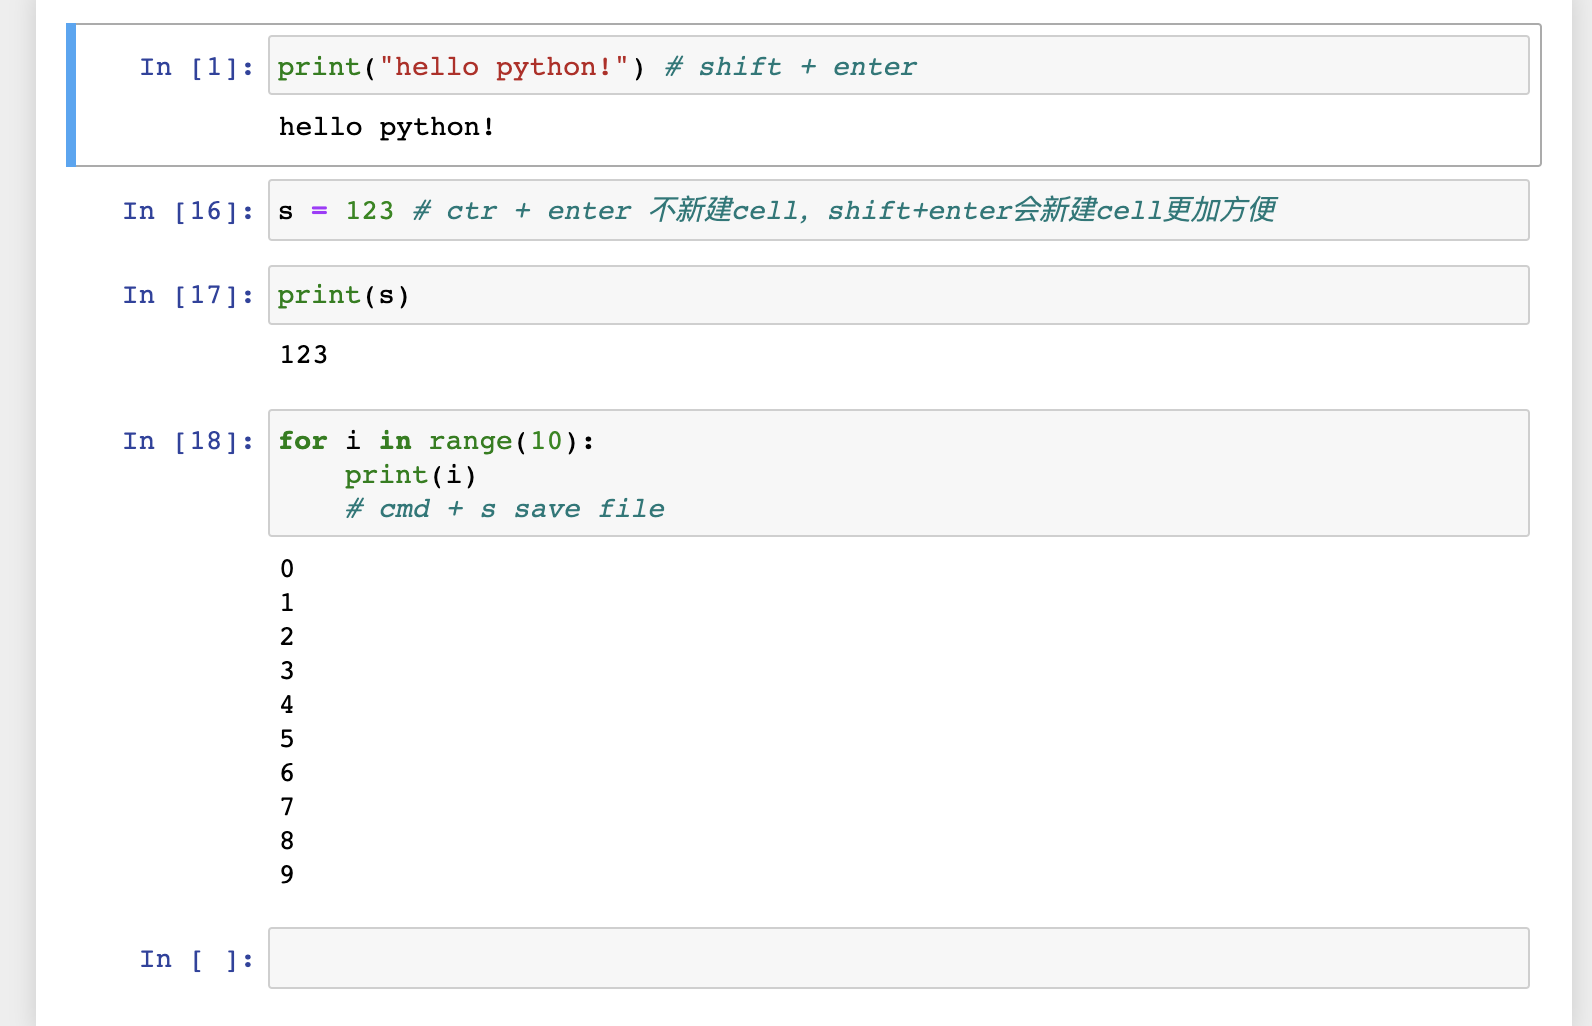 In [1]: print("hello python!") # shift + enter
hello python!
In [16]: s = 123 # ctr + enter 不新建cell, shift+enter会新建cell更加方便
In [17]: print(s)
123
In [18]: for i in range(10):
    print(i)
    # cmd + s save file
0
1
2
3
4
5
6
7
8
9
In [ ]: